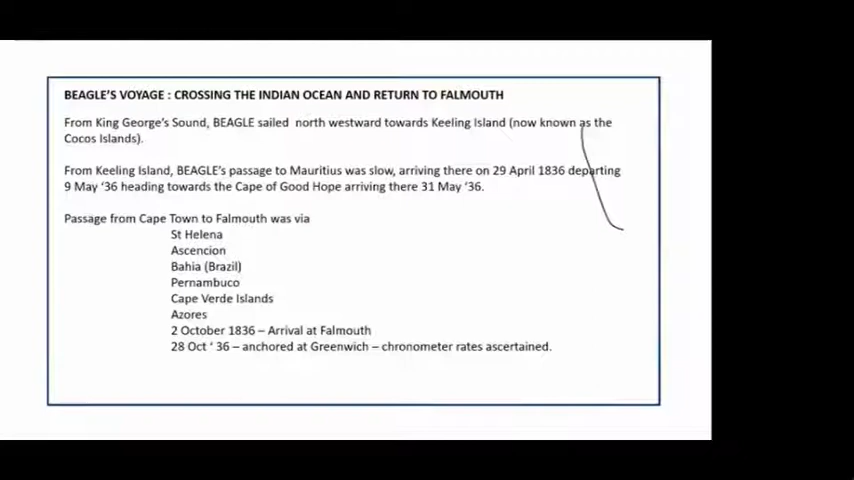 BEAGLE'S VOYAGE : CROSSING THE INDIAN OCEAN AND RETURN TO FALMOUTH
From King George's Sound, BEAGLE sailed north westward towards Keeling Island (now known as the
Cocos Islands).
From Keeling Island, BEAGLE's passage to Mauritius was slow, arriving there on 29 April 1836 departing
9 May '36 heading towards the Cape of Good Hope arriving there 31 May '36.
Passage from Cape Town to Falmouth was via
St Helena
Ascencion
Bahia (Brazil)
Pernambuco
Cape Verde Islands
Azores
2 October 1836 – Arrival at Falmouth
28 Oct ' 36 – anchored at Greenwich – chronometer rates ascertained.